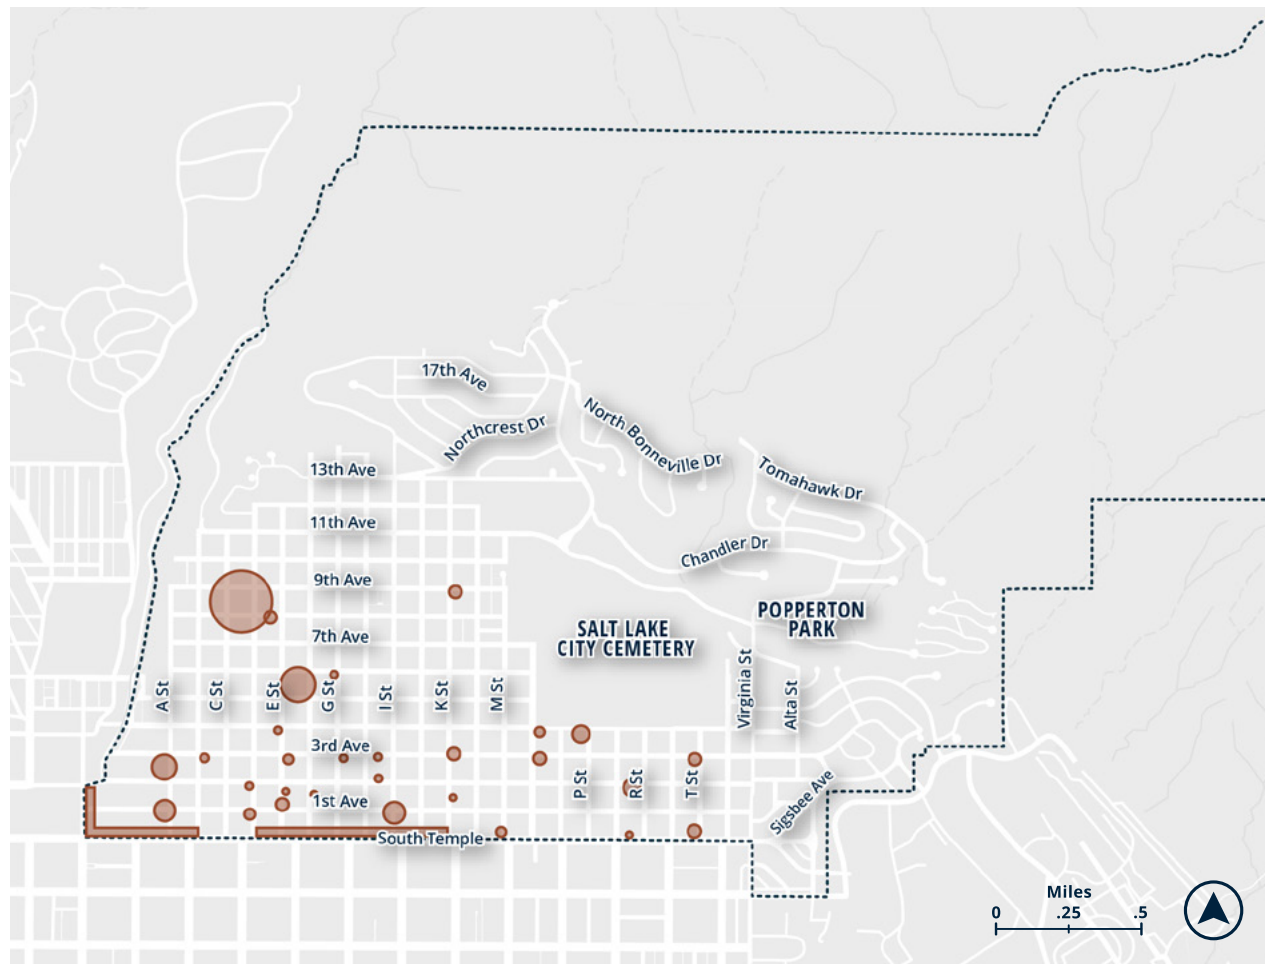 17th Ave
Northcrest Dr
North Bonneville Dr
13th Ave
Tomahawk Dr
11th Ave
Chandler Dr
9th Ave
POPPERTON
PARK
SALT LAKE
CITY CEMETERY
7th Ave
A St
C St
E St
G St
I St
K St
M St
Virginia St
Alta St
3rd Ave
P St
R St
T St
1st Ave
Sigsbee Ave
South Temple
Miles
0 .25 .5